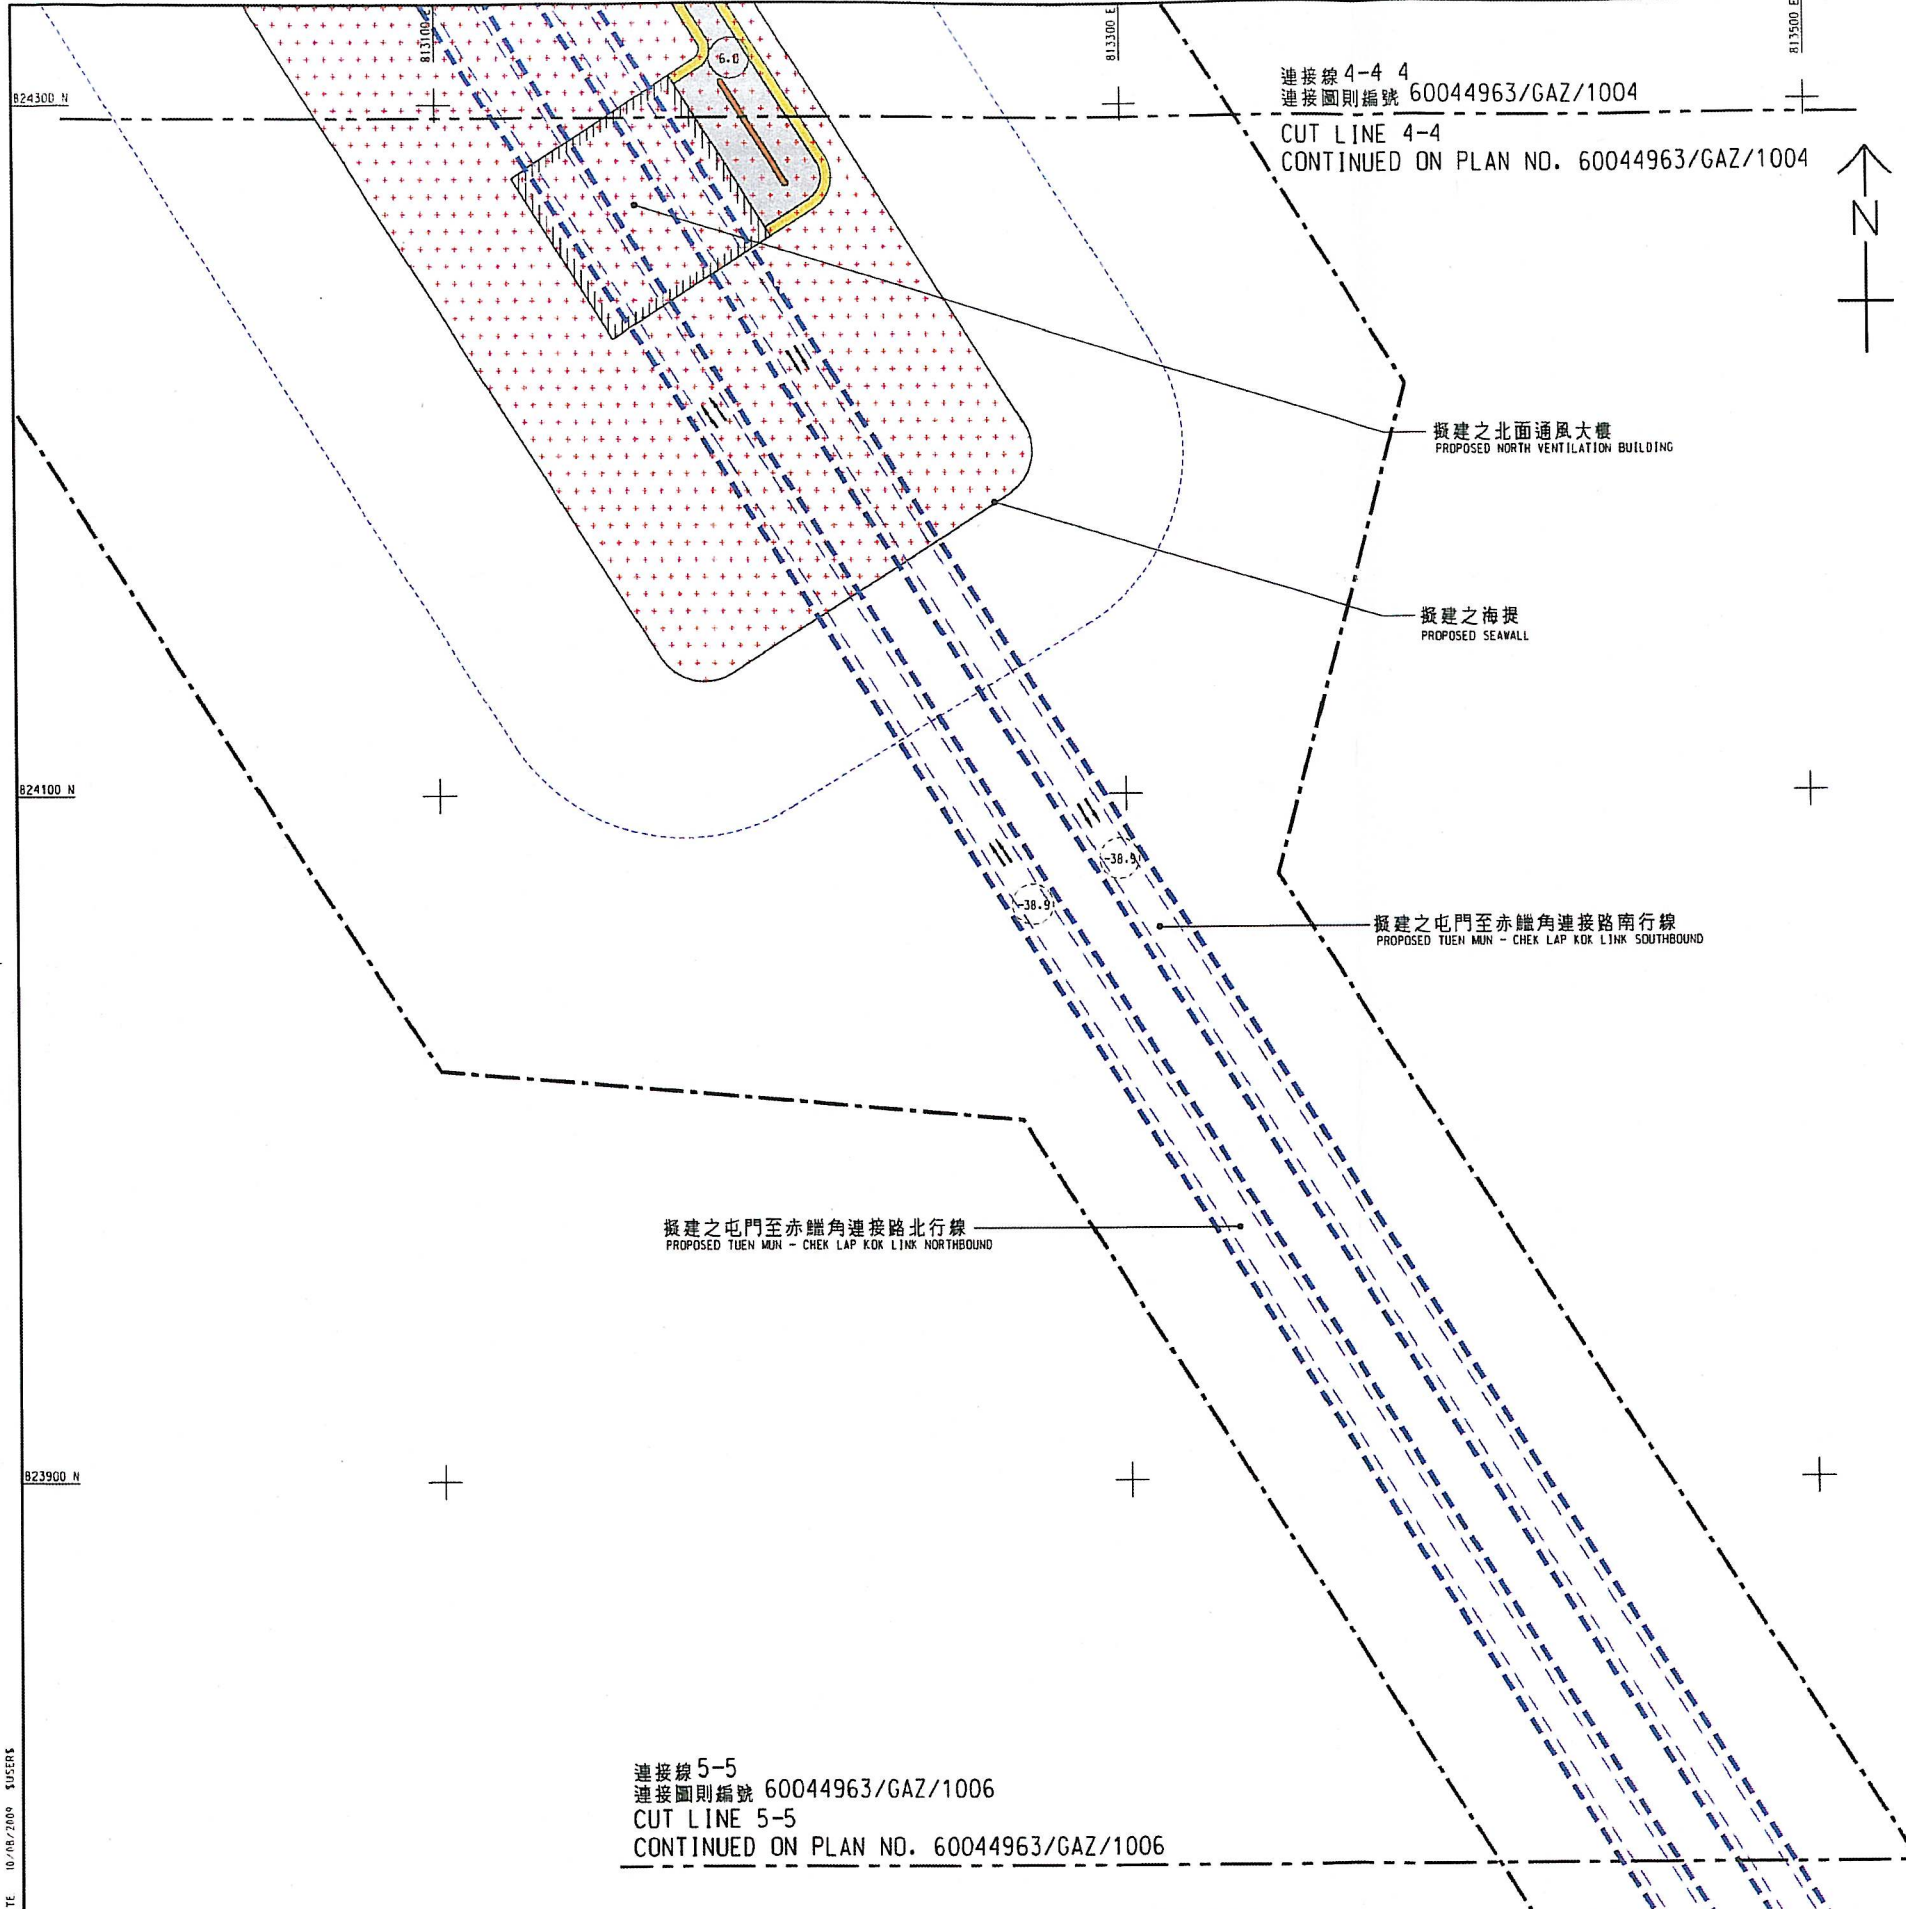 813100 E
813300 E
813500 E
6.0
連接線 4-4 4
連接圖則編號 60044963/GAZ/1004
824300 N
CUT LINE 4-4
CONTINUED ON PLAN NO. 60044963/GAZ/1004
N
擬建之北面通風大樓
PROPOSED NORTH VENTILATION BUILDING
擬建之海提
PROPOSED SEAWALL
824100 N
-38.9
-38.9
擬建之屯門至赤鱲角連接路南行線
PROPOSED TUEN MUN - CHEK LAP KOK LINK SOUTHBOUND
擬建之屯門至赤鱲角連接路北行線
PROPOSED TUEN MUN - CHEK LAP KOK LINK NORTHBOUND
823900 N
連接線 5-5
連接圖則編號 60044963/GAZ/1006
CUT LINE 5-5
CONTINUED ON PLAN NO. 60044963/GAZ/1006
TE 10/08/2009 $USER$